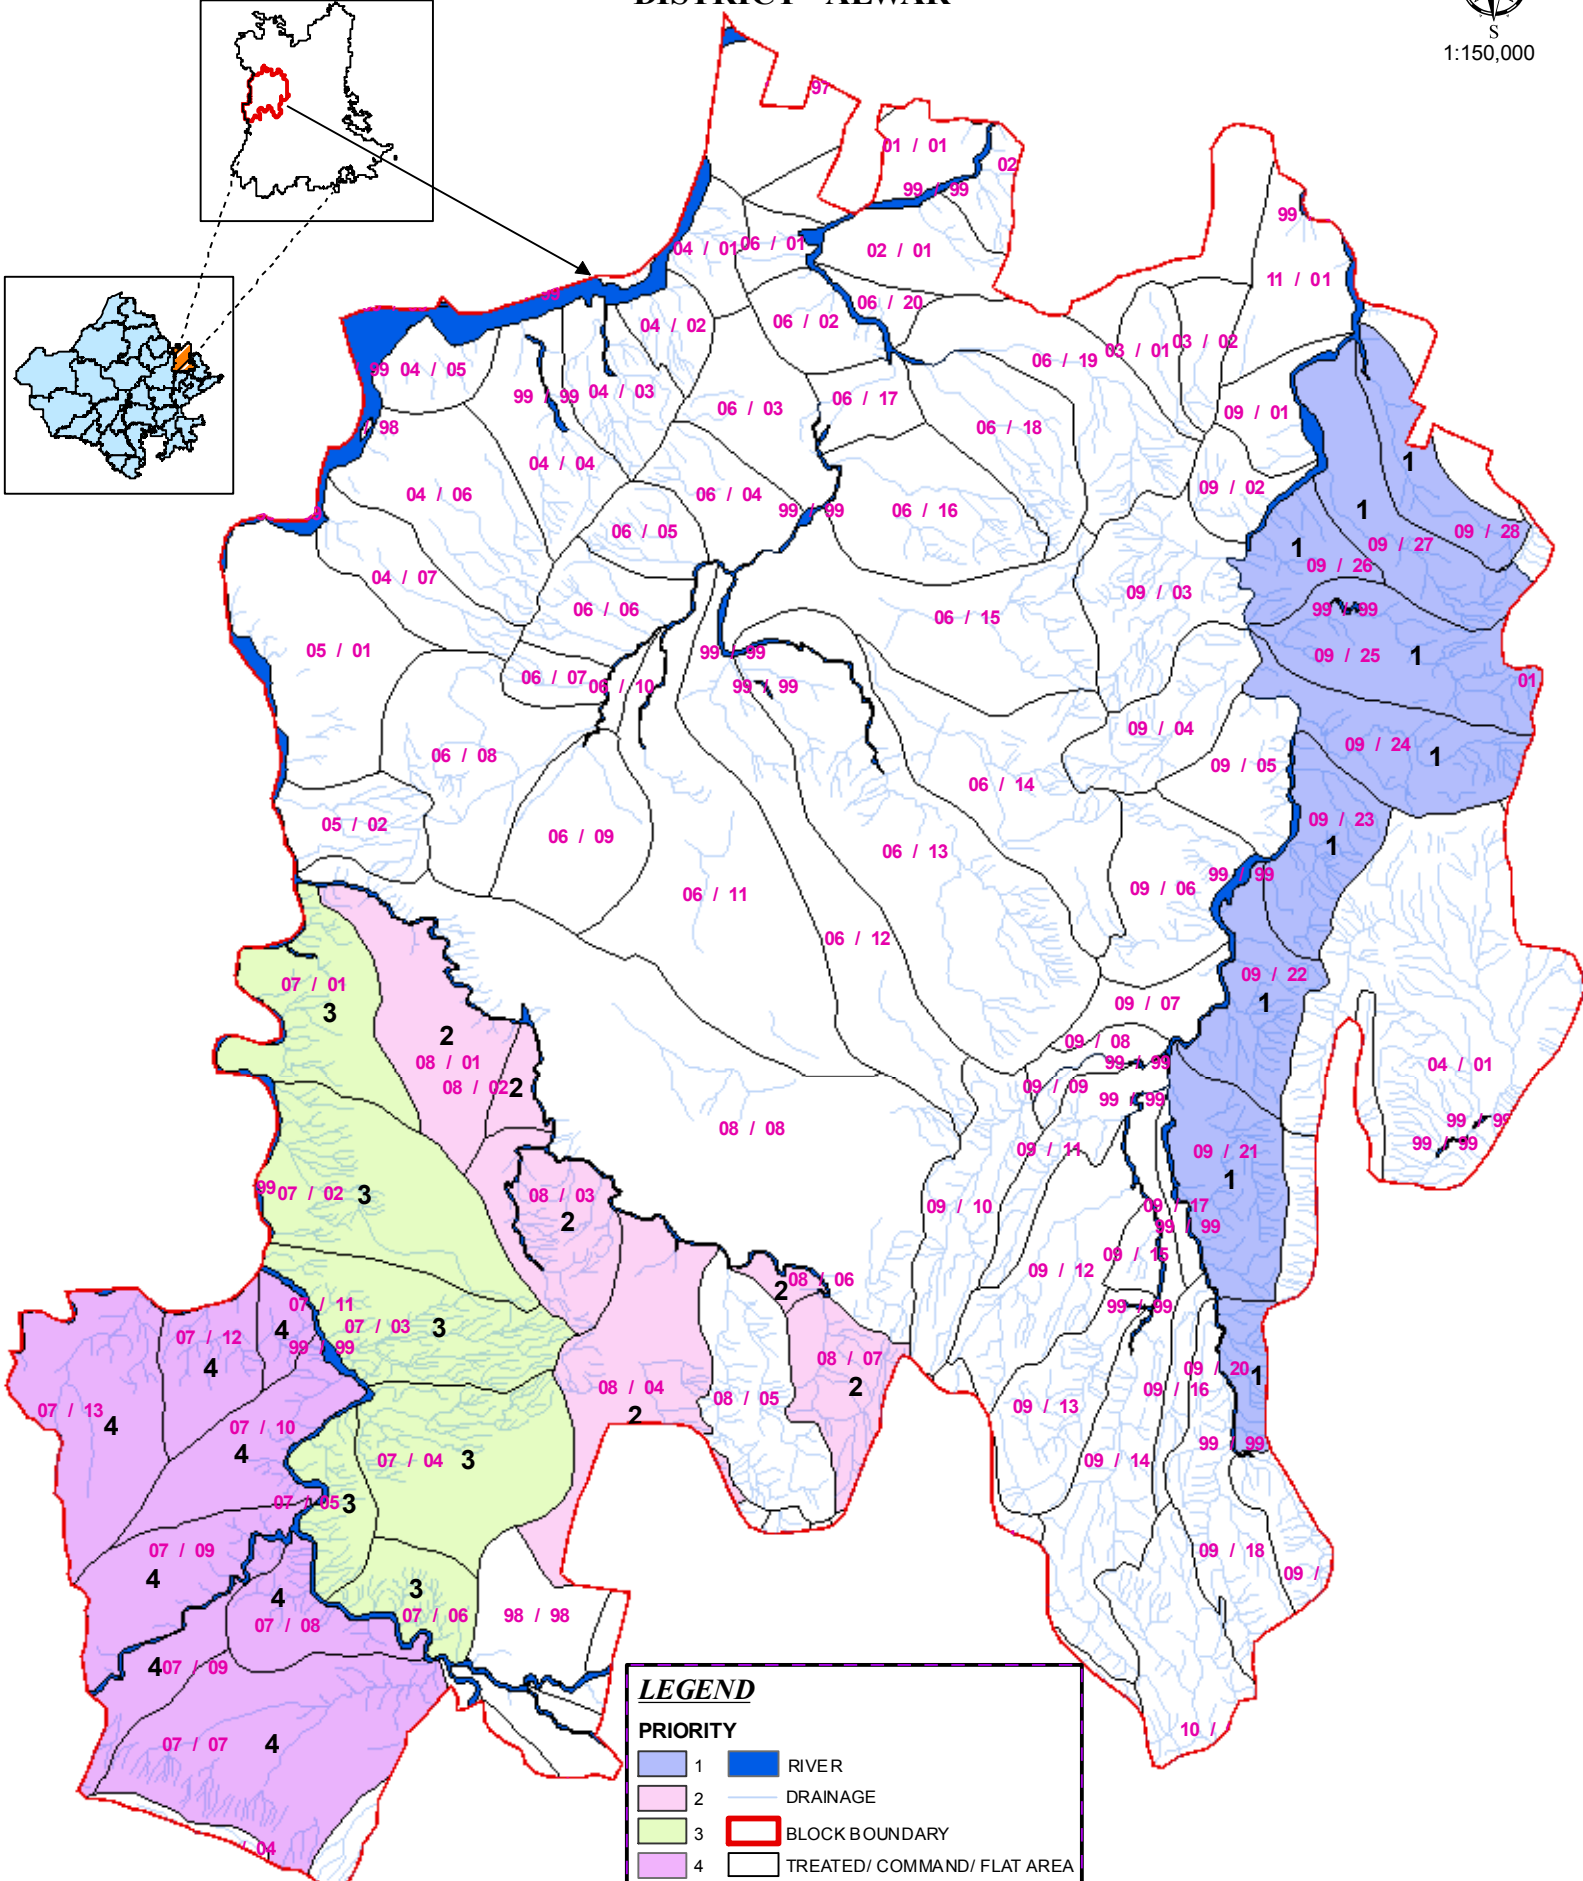 DISTRICT - ALWAR
S
1:150,000
97
01 / 01
02
99 / 99
99
04 / 01
06 / 01
02 / 01
11 / 01
99
06 / 20
04 / 02
06 / 02
06 / 19
03 / 01
03 / 02
99
04 / 05
99 / 99
04 / 03
06 / 03
06 / 17
06 / 18
09 / 01
98
04 / 04
04 / 06
06 / 04
99 / 99
06 / 16
09 / 02
1
1
06 / 05
09 / 28
09 / 27
1
09 / 26
04 / 07
06 / 06
06 / 15
09 / 03
99 / 99
05 / 01
99 / 99
09 / 25
1
06 / 07
06 / 10
99 / 99
01
09 / 04
09 / 24
1
06 / 08
09 / 05
06 / 14
05 / 02
06 / 09
09 / 23
1
06 / 13
06 / 11
09 / 06
99 / 99
06 / 12
07 / 01
3
09 / 22
1
09 / 07
2
08 / 01
08 / 02
2
09 / 08
99 / 99
04 / 01
09 / 09
99 / 99
08 / 08
99 / 99
99 / 99
09 / 11
09 / 21
1
99
07 / 02
3
08 / 03
2
09 / 10
09 / 17
99 / 99
09 / 15
09 / 12
08 / 06
2
07 / 11
99 / 99
99 / 99
07 / 12
4
4
07 / 03
3
08 / 07
2
09 / 20
1
08 / 04
2
08 / 05
09 / 16
07 / 13
4
09 / 13
07 / 10
4
99 / 99
07 / 04
3
09 / 14
07 / 05
3
07 / 09
4
09 / 18
09 /
4
07 / 08
3
07 / 06
98 / 98
4
07 / 09
07 / 07
4
10 /
04
LEGEND
PRIORITY
1 RIVER
2 DRAINAGE
3 BLOCK BOUNDARY
4 TREATED/ COMMAND/ FLAT AREA